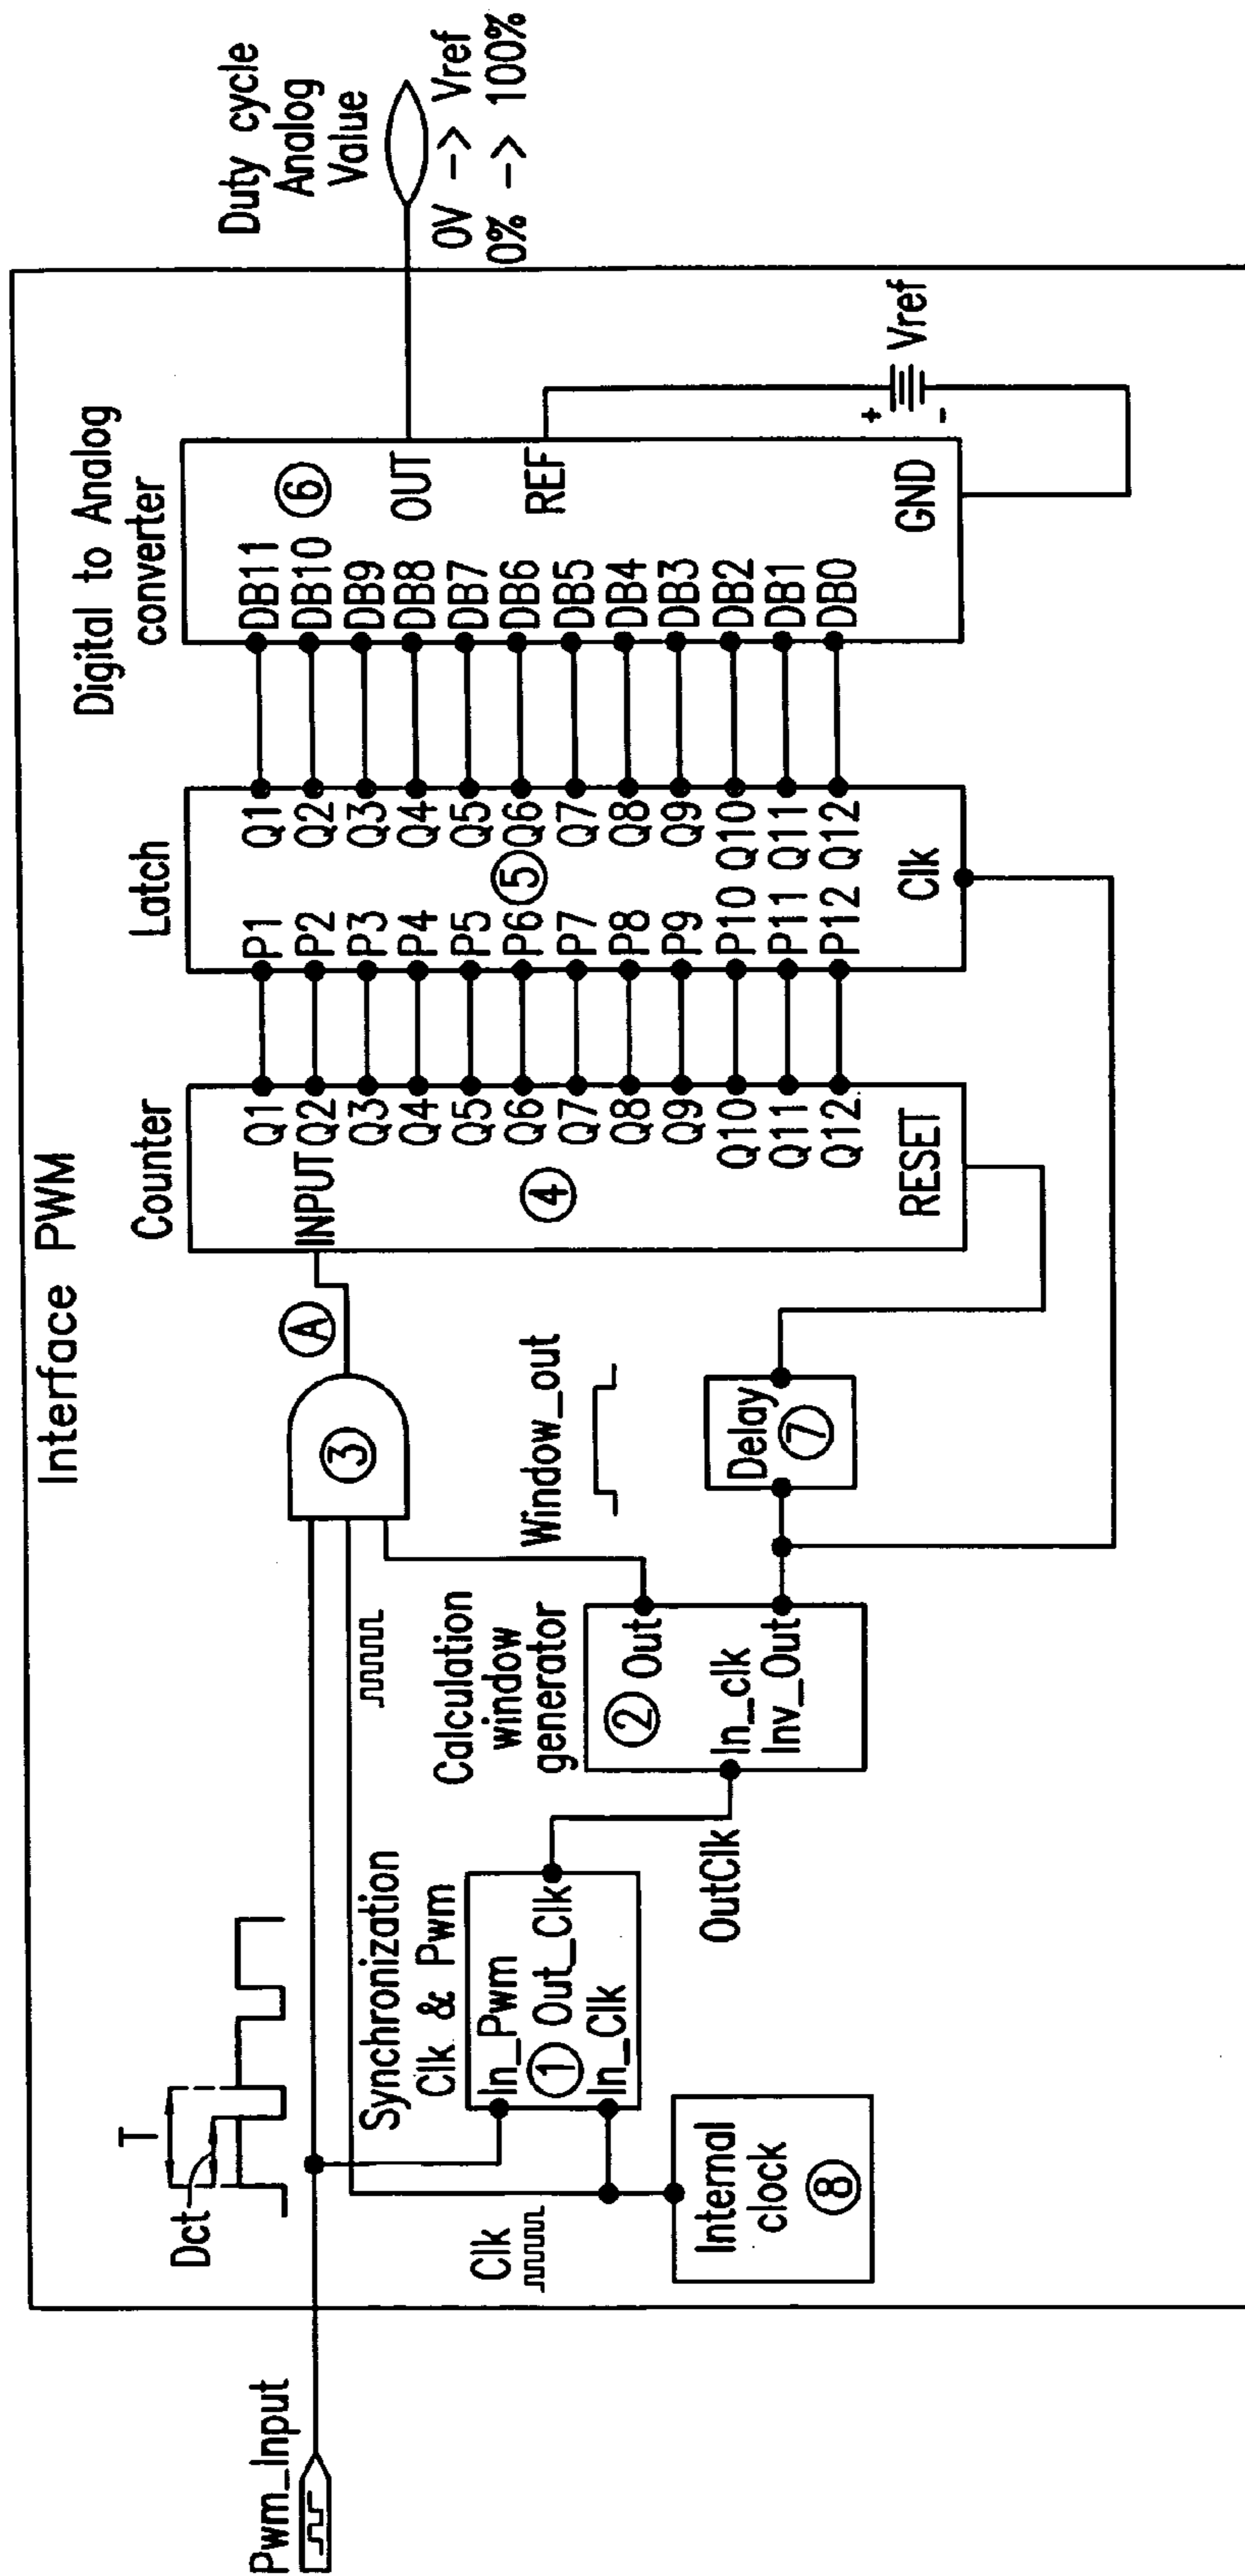 Interface PWM
Pwm_Input
T
Dct
Clk
Internal
clock
8
Synchronization
Clk & Pwm
In_Pwm
1 Out_Clk
In_Clk
OutClk
Calculation
window
generator
2 Out
In_clk
Inv_Out
Window_out
3
A
Delay
7
Counter
INPUT
4
Q1
Q2
Q3
Q4
Q5
Q6
Q7
Q8
Q9
Q10
Q11
Q12
RESET
Latch
P1 Q1
P2 Q2
P3 Q3
P4 Q4
P5 Q5
P6 Q6
5
P7 Q7
P8 Q8
P9 Q9
P10 Q10
P11 Q11
P12 Q12
Clk
Digital to Analog
converter
DB11
DB10
DB9
DB8
DB7
DB6
DB5
DB4
DB3
DB2
DB1
DB0
6
OUT
REF
GND
+
Vref
-
Duty cycle
Analog
Value
0V -> Vref
0% -> 100%